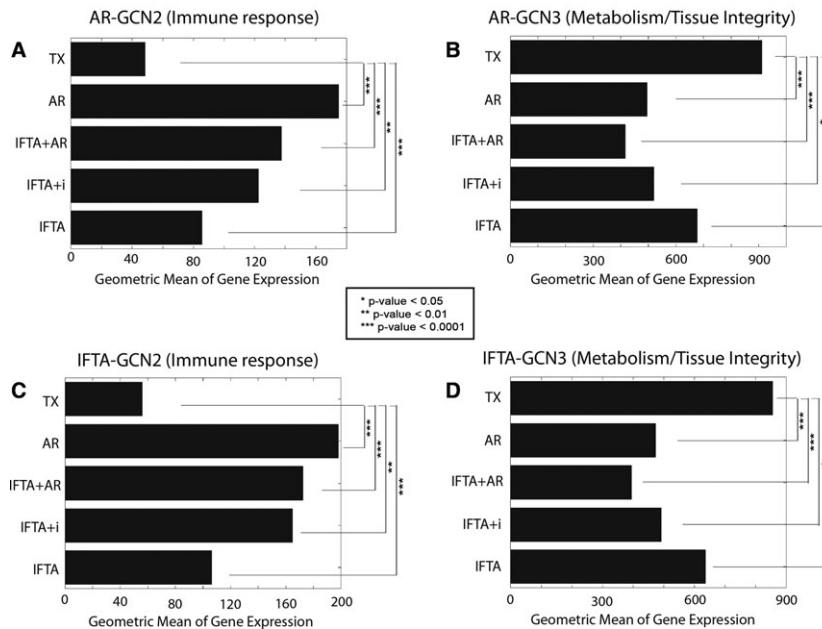 AR-GCN2 (Immune response)
A
TX
AR
IFTA+AR
IFTA+i
IFTA
***
***
**
***
0 40 80 120 160
Geometric Mean of Gene Expression
AR-GCN3 (Metabolism/Tissue Integrity)
B
TX
AR
IFTA+AR
IFTA+i
IFTA
***
***
0 300 600 900
Geometric Mean of Gene Expression
* p-value < 0.05
** p-value < 0.01
*** p-value < 0.0001
IFTA-GCN2 (Immune response)
C
TX
AR
IFTA+AR
IFTA+i
IFTA
***
***
**
***
0 40 80 120 160 200
Geometric Mean of Gene Expression
IFTA-GCN3 (Metabolism/Tissue Integrity)
D
TX
AR
IFTA+AR
IFTA+i
IFTA
***
***
0 300 600 900
Geometric Mean of Gene Expression